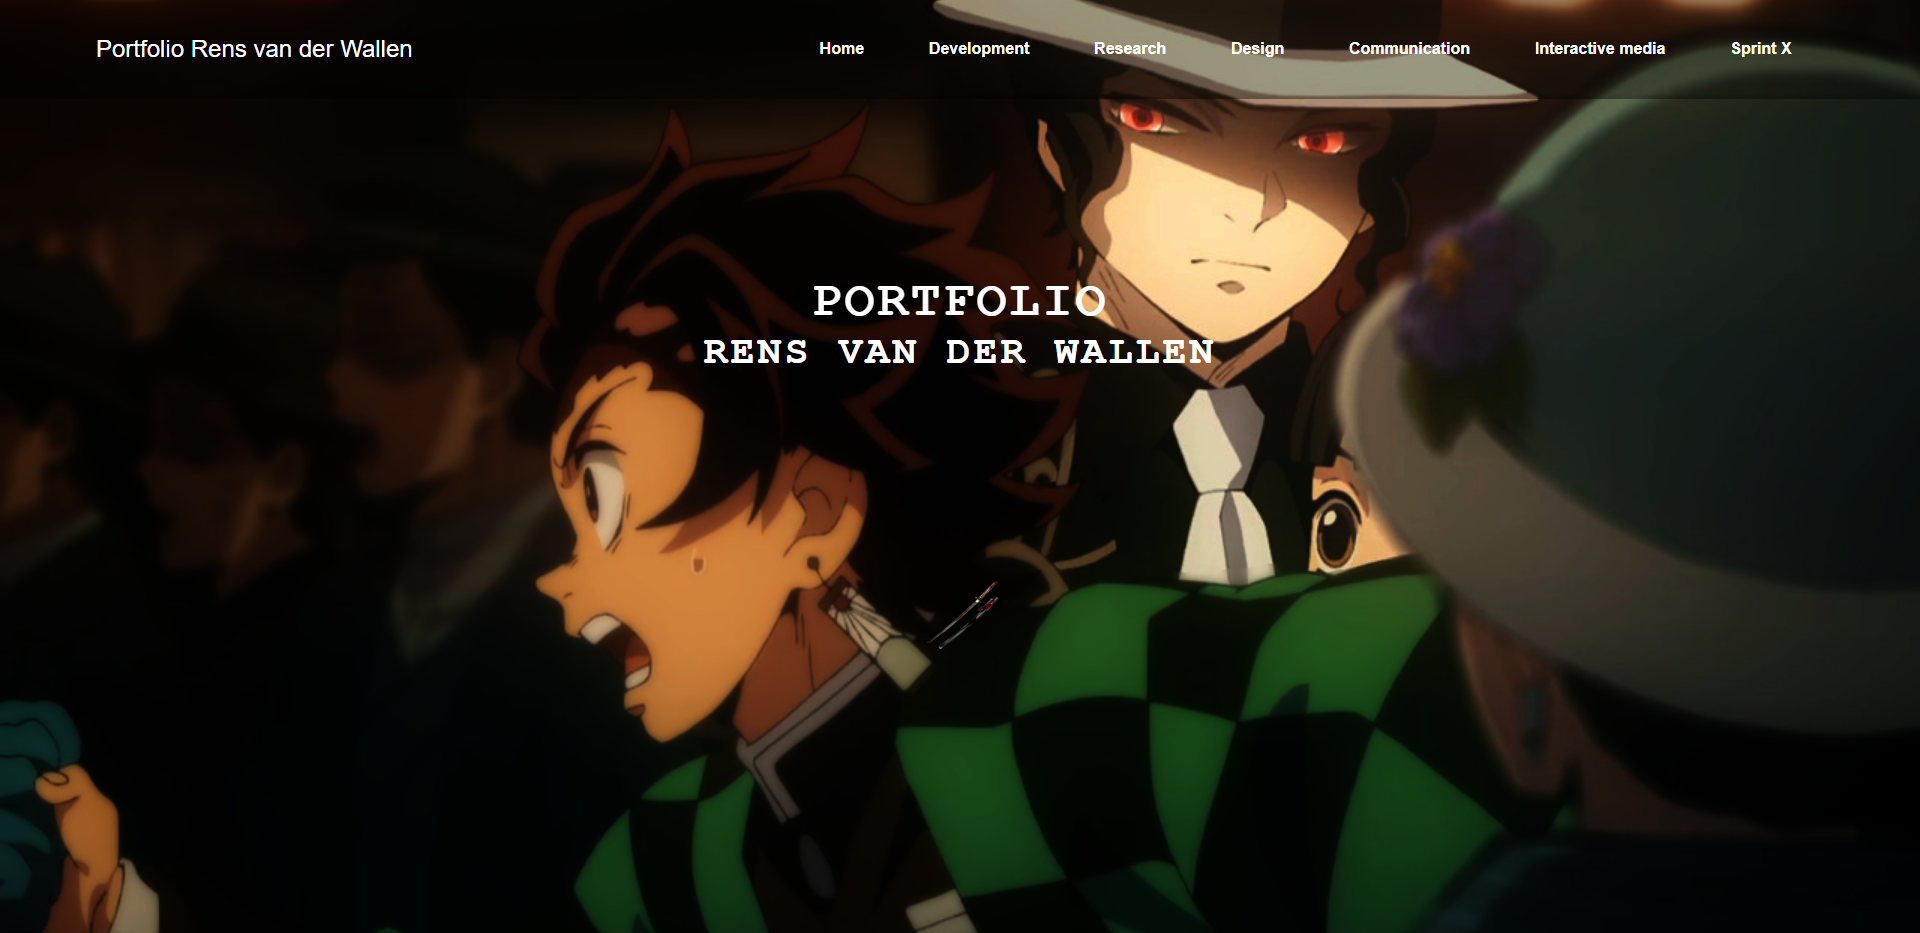 Portfolio Rens van der Wallen
Home Development Research Design Communication Interactive media Sprint X
PORTFOLIO
RENS VAN DER WALLEN